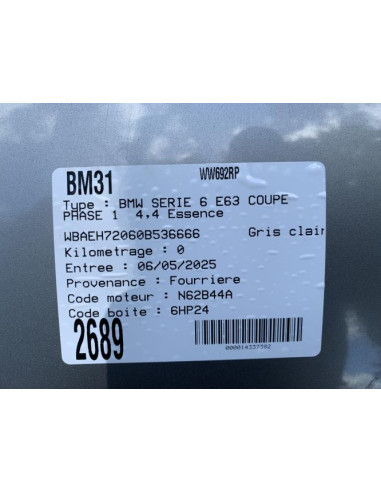 BM31
WW692RP
Type : BMW SERIE 6 E63 COUPE
PHASE 1 4.4 Essence
WBAEH72060B536666 Gris clair
Kilometrage : 0
Entree : 06/05/2025
Provenance : Fourriere
Code moteur : N62B44A
Code boite : 6HP24
2689
000014337362